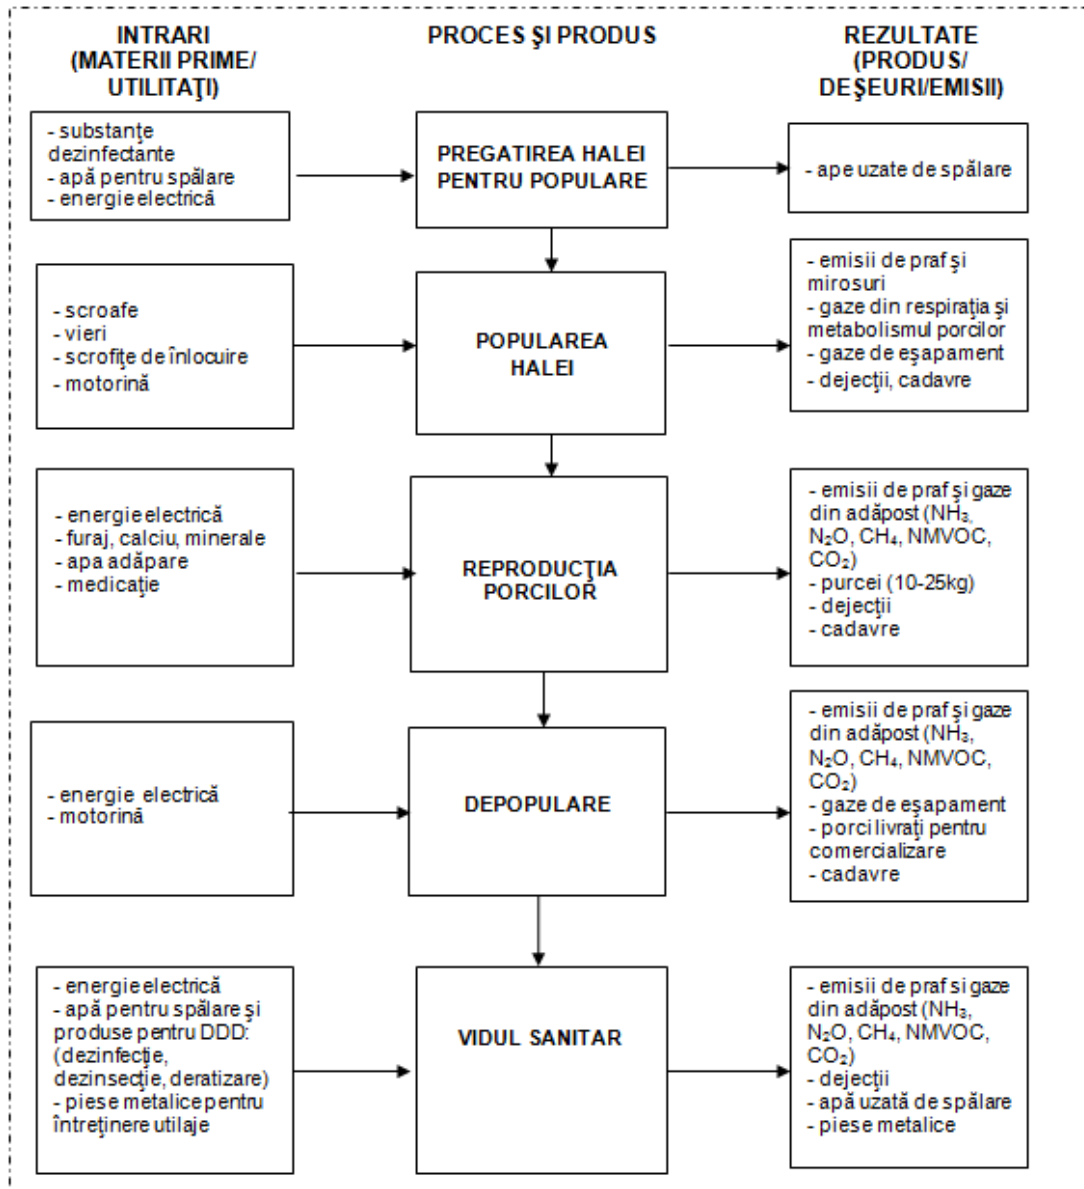 INTRARI
(MATERII PRIME/
UTILITAŢI)
PROCES ŞI PRODUS
REZULTATE
(PRODUS/
DEŞEURI/EMISII)
- substanţe
dezinfectante
- apă pentru spălare
- energie electrică
PREGATIREA HALEI
PENTRU POPULARE
- ape uzate de spălare
- scroafe
- vieri
- scrofiţe de înlocuire
- motorină
POPULAREA
HALEI
- emisii de praf şi
mirosuri
- gaze din respiraţia şi
metabolismul porcilor
- gaze de eşapament
- dejecţii, cadavre
- energie electrică
- furaj, calciu, minerale
- apa adăpare
- medicaţie
REPRODUCŢIA
PORCILOR
- emisii de praf şi gaze
din adăpost (NH₃,
N₂O, CH₄, NMVOC,
CO₂)
- purcei (10-25kg)
- dejecţii
- cadavre
- energie electrică
- motorină
DEPOPULARE
- emisii de praf şi gaze
din adăpost (NH₃,
N₂O, CH₄, NMVOC,
CO₂)
- gaze de eşapament
- porci livraţi pentru
comercializare
- cadavre
- energie electrică
- apă pentru spălare şi
produse pentru DDD:
(dezinfecţie,
dezinsecţie, deratizare)
- piese metalice pentru
întreţinere utilaje
VIDUL SANITAR
- emisii de praf si gaze
din adăpost (NH₃,
N₂O, CH₄, NMVOC,
CO₂)
- dejecţii
- apă uzată de spălare
- piese metalice